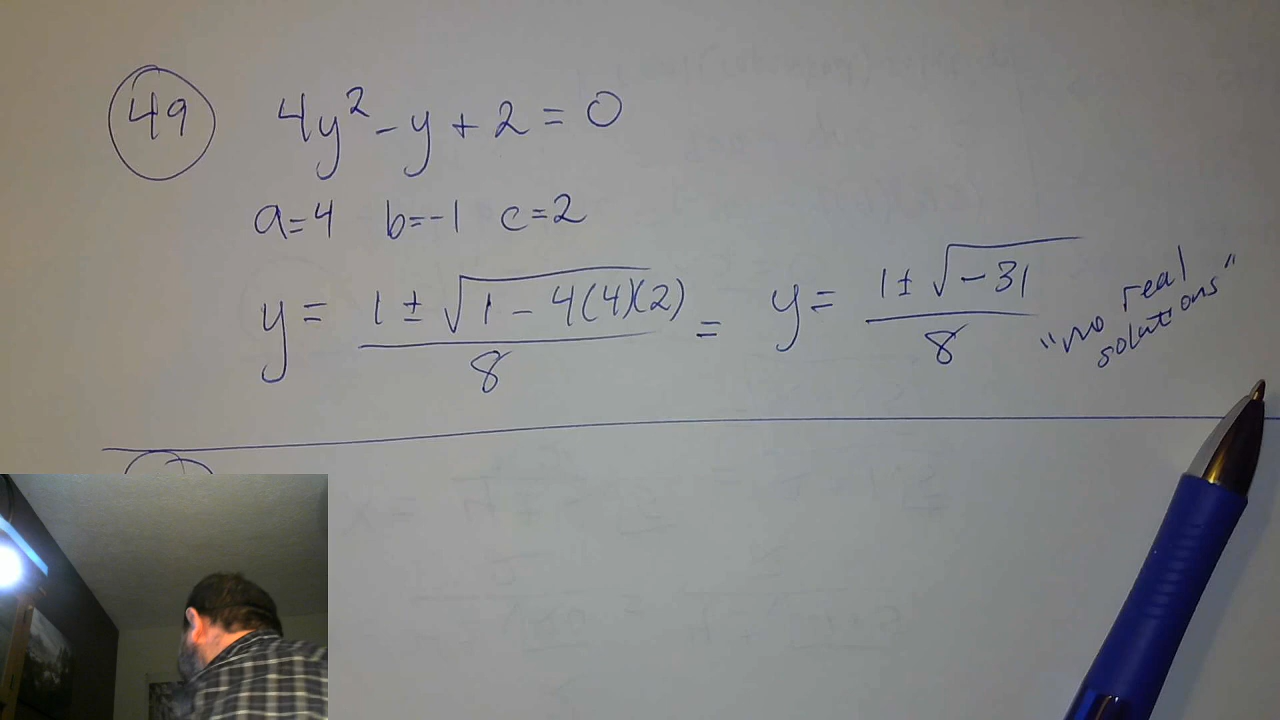 49 4y² - y + 2 = 0
a=4 b=-1 c=2
y = (1 ± √(1 - 4(4)(2))) / 8 = y = (1 ± √(-31)) / 8 "no real solutions"